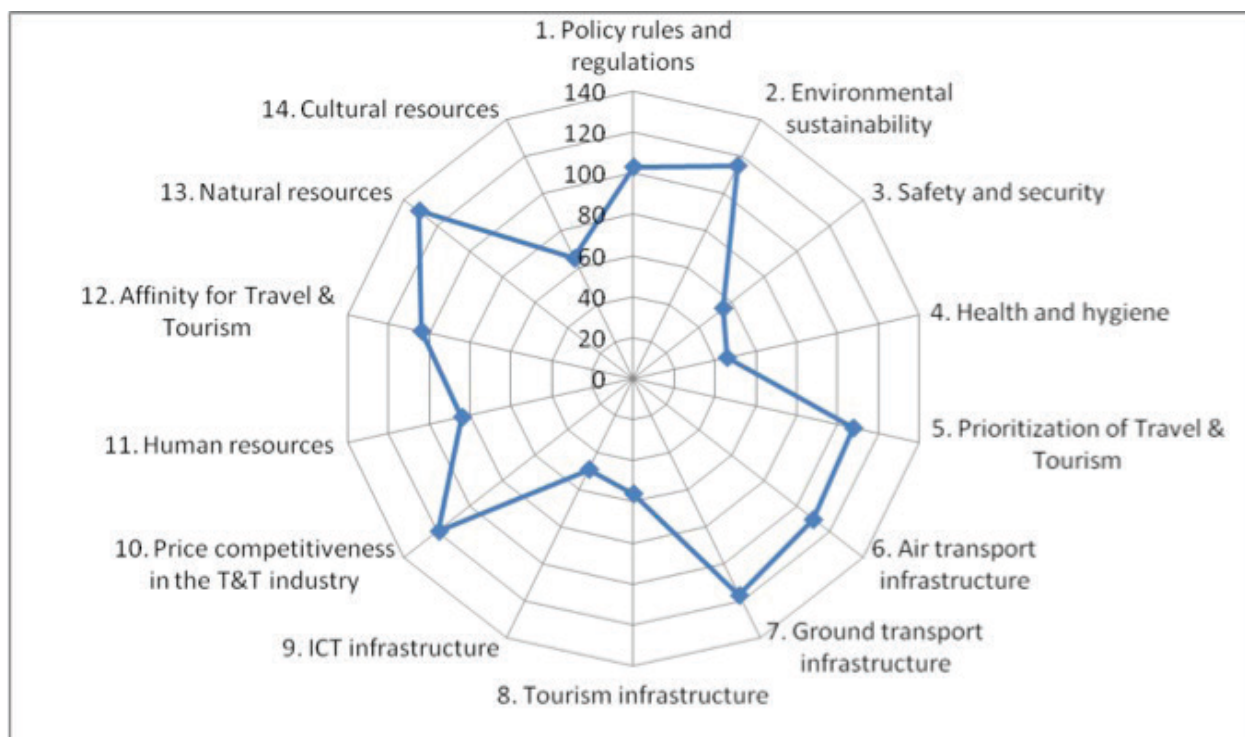 1. Policy rules and
regulations
2. Environmental
sustainability
3. Safety and security
4. Health and hygiene
5. Prioritization of Travel &
Tourism
6. Air transport
infrastructure
7. Ground transport
infrastructure
8. Tourism infrastructure
9. ICT infrastructure
10. Price competitiveness
in the T&T industry
11. Human resources
12. Affinity for Travel &
Tourism
13. Natural resources
14. Cultural resources
140
120
100
80
60
40
20
0